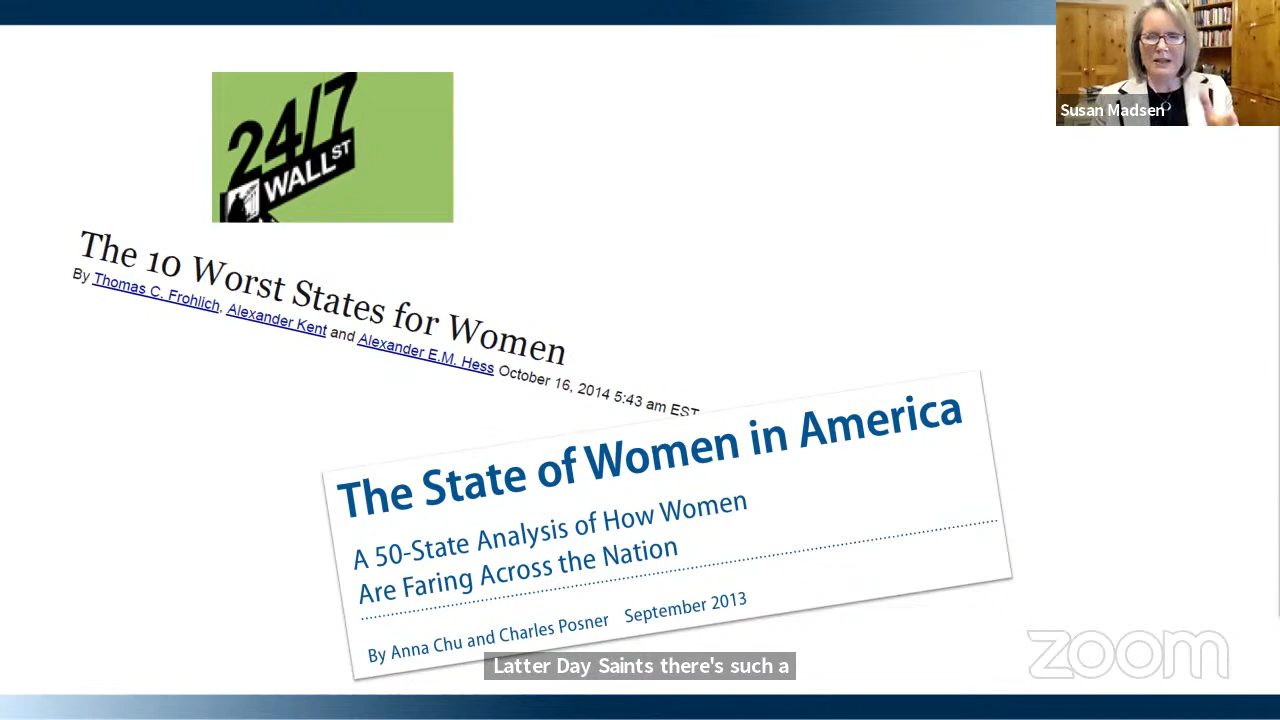 Susan Madsen
24/7
WALL ST
The 10 Worst States for Women
By Thomas C. Frohlich, Alexander Kent and Alexander E.M. Hess October 16, 2014 5:43 am EST
The State of Women in America
A 50-State Analysis of How Women
Are Faring Across the Nation
By Anna Chu and Charles Posner September 2013
Latter Day Saints there's such a
zoom